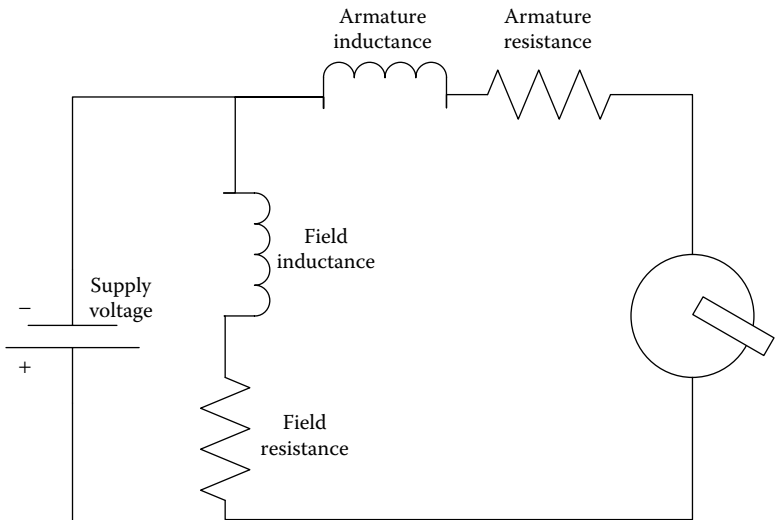 Armature
inductance
Armature
resistance
Field
inductance
Supply
voltage
−
+
Field
resistance